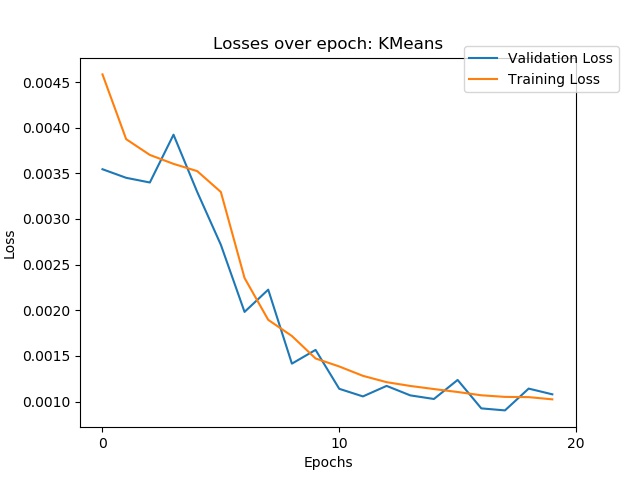 Losses over epoch: KMeans
Validation Loss
Training Loss
0.0045
0.0040
0.0035
0.0030
0.0025
0.0020
0.0015
0.0010
Loss
0 10 20
Epochs